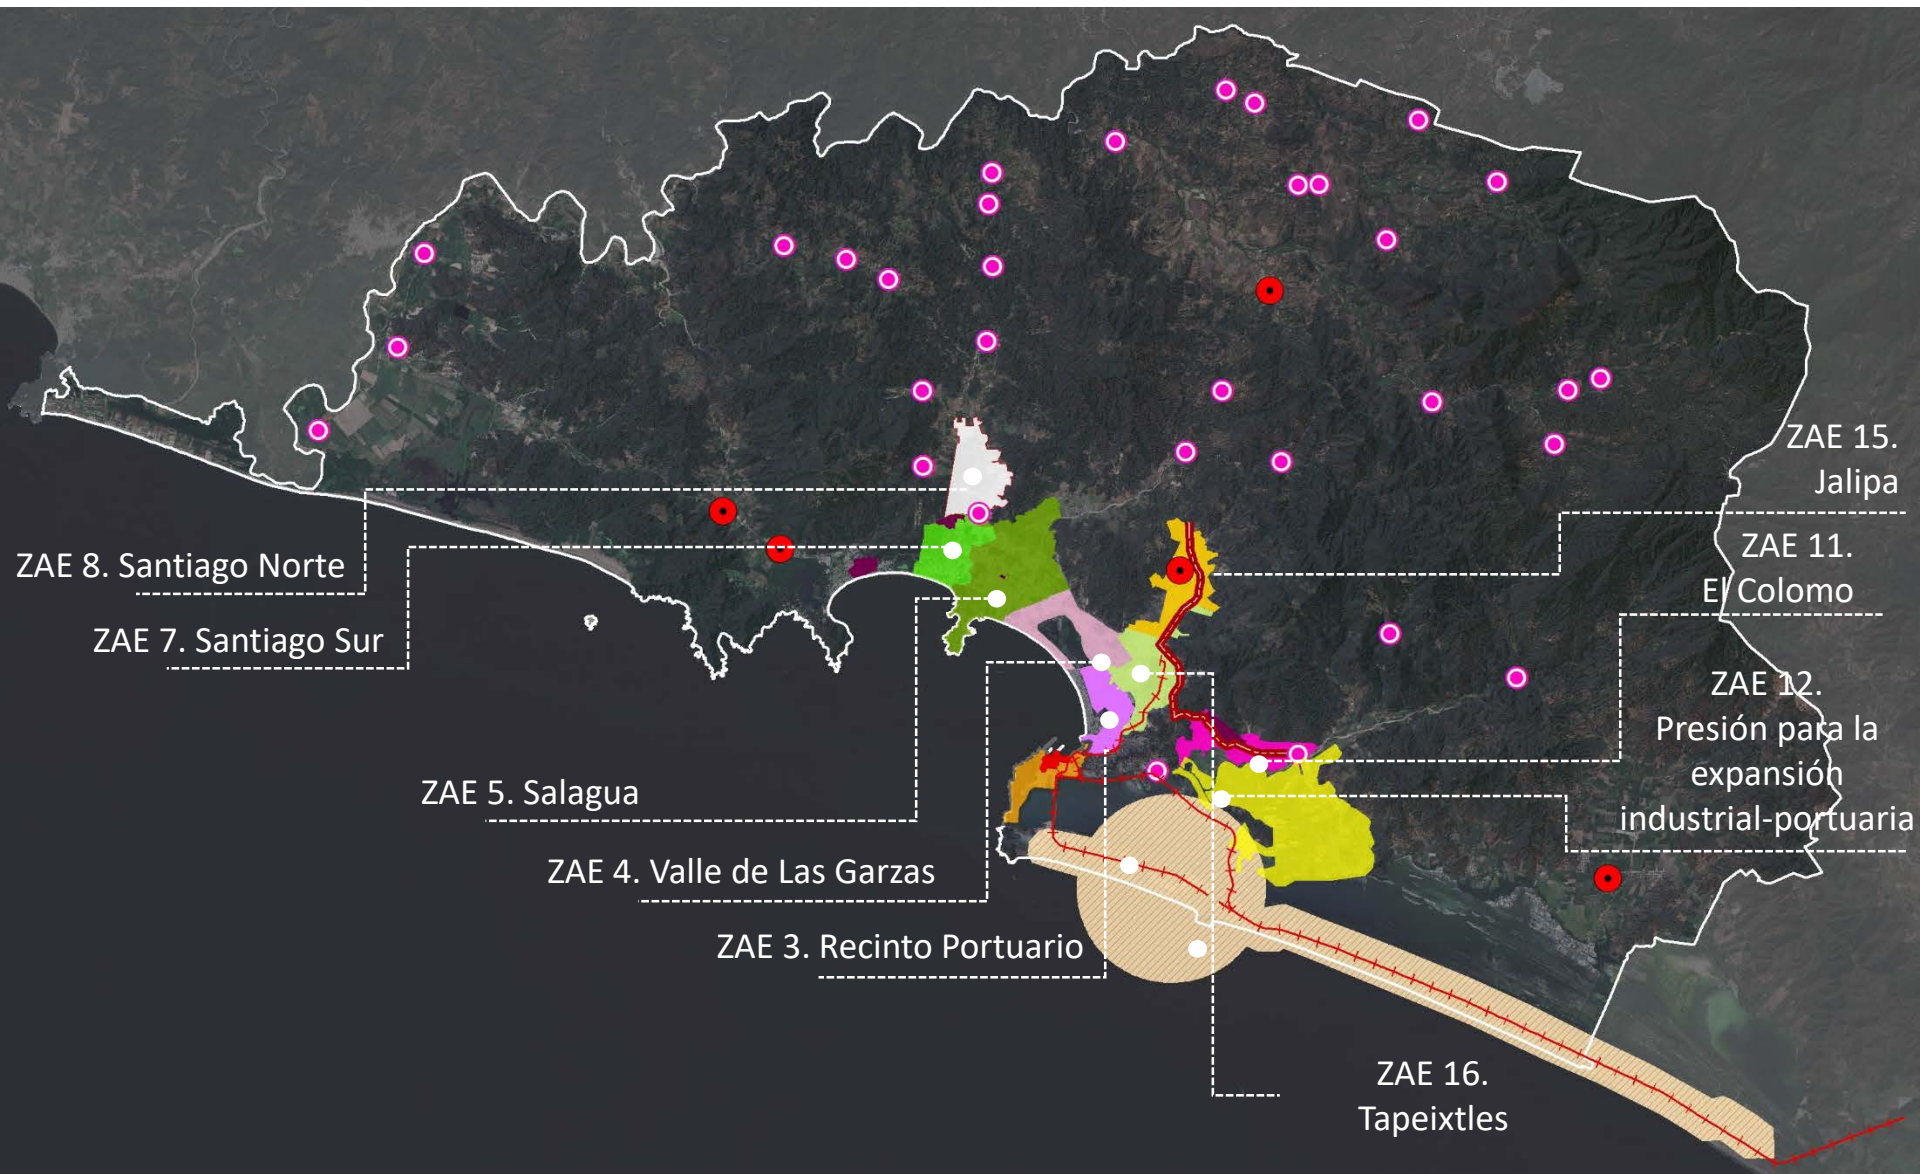 ZAE 15.
Jalipa
ZAE 11.
El Colomo
ZAE 8. Santiago Norte
ZAE 7. Santiago Sur
ZAE 12.
Presión para la
expansión
industrial-portuaria
ZAE 5. Salagua
ZAE 4. Valle de Las Garzas
ZAE 3. Recinto Portuario
ZAE 16.
Tapeixtles